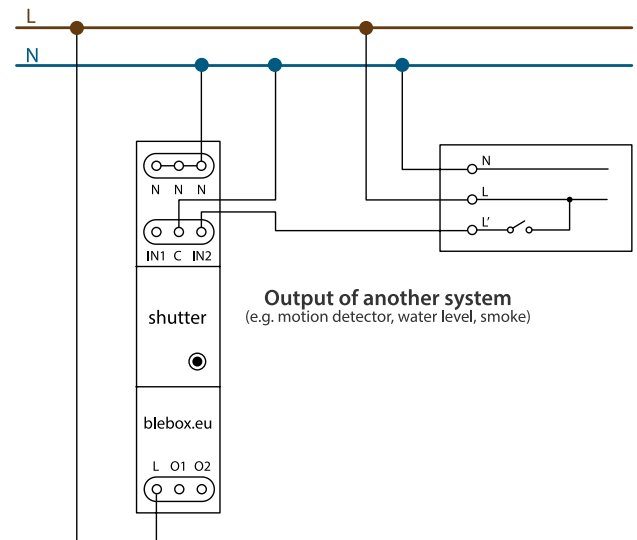 L
N
N N N
IN1 C IN2
shutter
blebox.eu
L O1 O2
N
L
L'
Output of another system
(e.g. motion detector, water level, smoke)